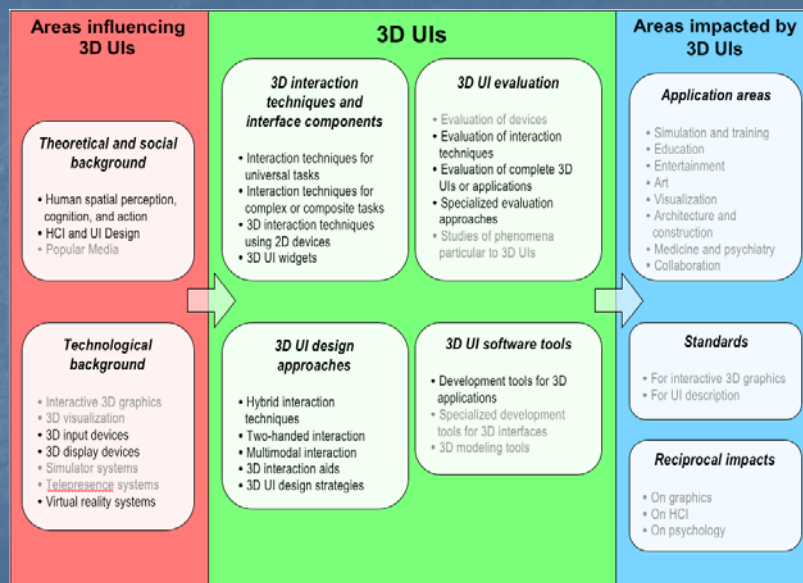 Areas influencing
3D UIs
Theoretical and social
background
• Human spatial perception,
cognition, and action
• HCI and UI Design
• Popular Media
Technological
background
• Interactive 3D graphics
• 3D visualization
• 3D input devices
• 3D display devices
• Simulator systems
• Telepresence systems
• Virtual reality systems
3D UIs
3D interaction
techniques and
interface components
• Interaction techniques for
universal tasks
• Interaction techniques for
complex or composite tasks
• 3D interaction techniques
using 2D devices
• 3D UI widgets
3D UI evaluation
• Evaluation of devices
• Evaluation of interaction
techniques
• Evaluation of complete 3D
UIs or applications
• Specialized evaluation
approaches
• Studies of phenomena
particular to 3D UIs
3D UI design
approaches
• Hybrid interaction
techniques
• Two-handed interaction
• Multimodal interaction
• 3D interaction aids
• 3D UI design strategies
3D UI software tools
• Development tools for 3D
applications
• Specialized development
tools for 3D interfaces
• 3D modeling tools
Areas impacted by
3D UIs
Application areas
• Simulation and training
• Education
• Entertainment
• Art
• Visualization
• Architecture and
construction
• Medicine and psychiatry
• Collaboration
Standards
• For interactive 3D graphics
• For UI description
Reciprocal impacts
• On graphics
• On HCI
• On psychology